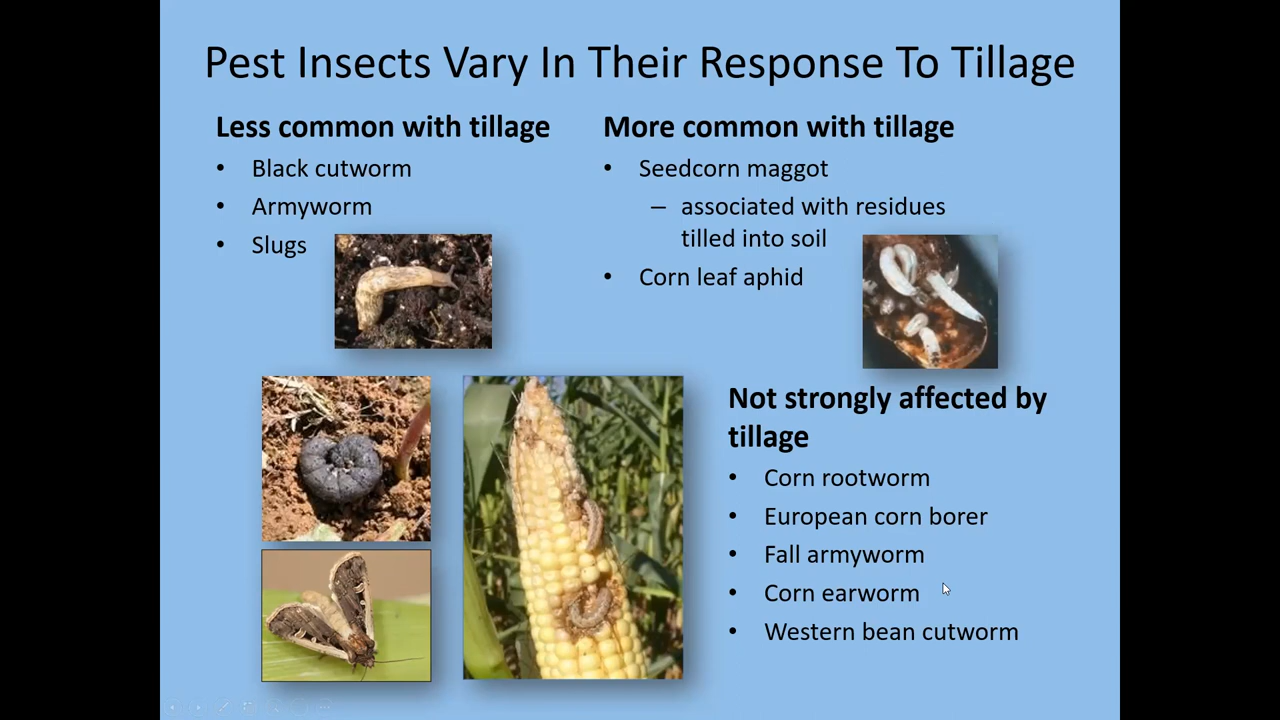 Pest Insects Vary In Their Response To Tillage
Less common with tillage
• Black cutworm
• Armyworm
• Slugs
More common with tillage
• Seedcorn maggot
– associated with residues
tilled into soil
• Corn leaf aphid
Not strongly affected by
tillage
• Corn rootworm
• European corn borer
• Fall armyworm
• Corn earworm
• Western bean cutworm